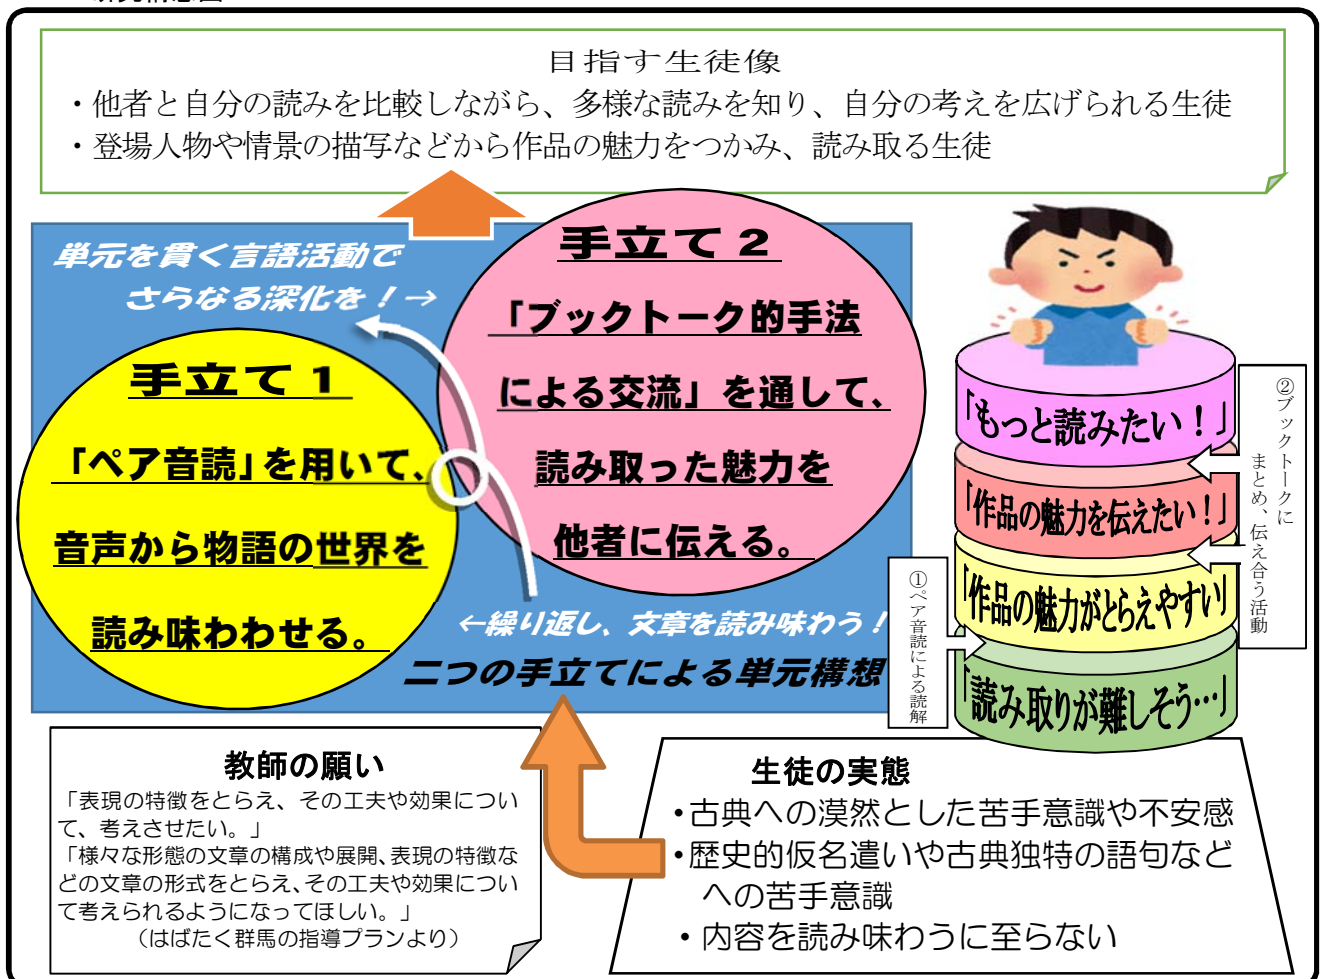 目指す生徒像
・他者と自分の読みを比較しながら、多様な読みを知り、自分の考えを広げられる生徒
・登場人物や情景の描写などから作品の魅力をつかみ、読み取る生徒
単元を貫く言語活動で
さらなる深化を！→
手立て１
「ペア音読」を用いて、
音声から物語の世界を
読み味わわせる。
手立て２
「ブックトーク的手法
による交流」を通して、
読み取った魅力を
他者に伝える。
←繰り返し、文章を読み味わう！
二つの手立てによる単元構想
「もっと読みたい！」
「作品の魅力を伝えたい！」
「作品の魅力がとらえやすい」
「読み取りが難しそう…」
②ブックトークに
まとめ、伝え合う活動
①ペア音読による読解
教師の願い
「表現の特徴をとらえ、その工夫や効果につい
て、考えさせたい。」
「様々な形態の文章の構成や展開、表現の特徴な
どの文章の形式をとらえ、その工夫や効果につい
て考えられるようになってほしい。」
（はばたく群馬の指導プランより）
生徒の実態
・古典への漠然とした苦手意識や不安感
・歴史的仮名遣いや古典独特の語句など
への苦手意識
・内容を読み味わうに至らない